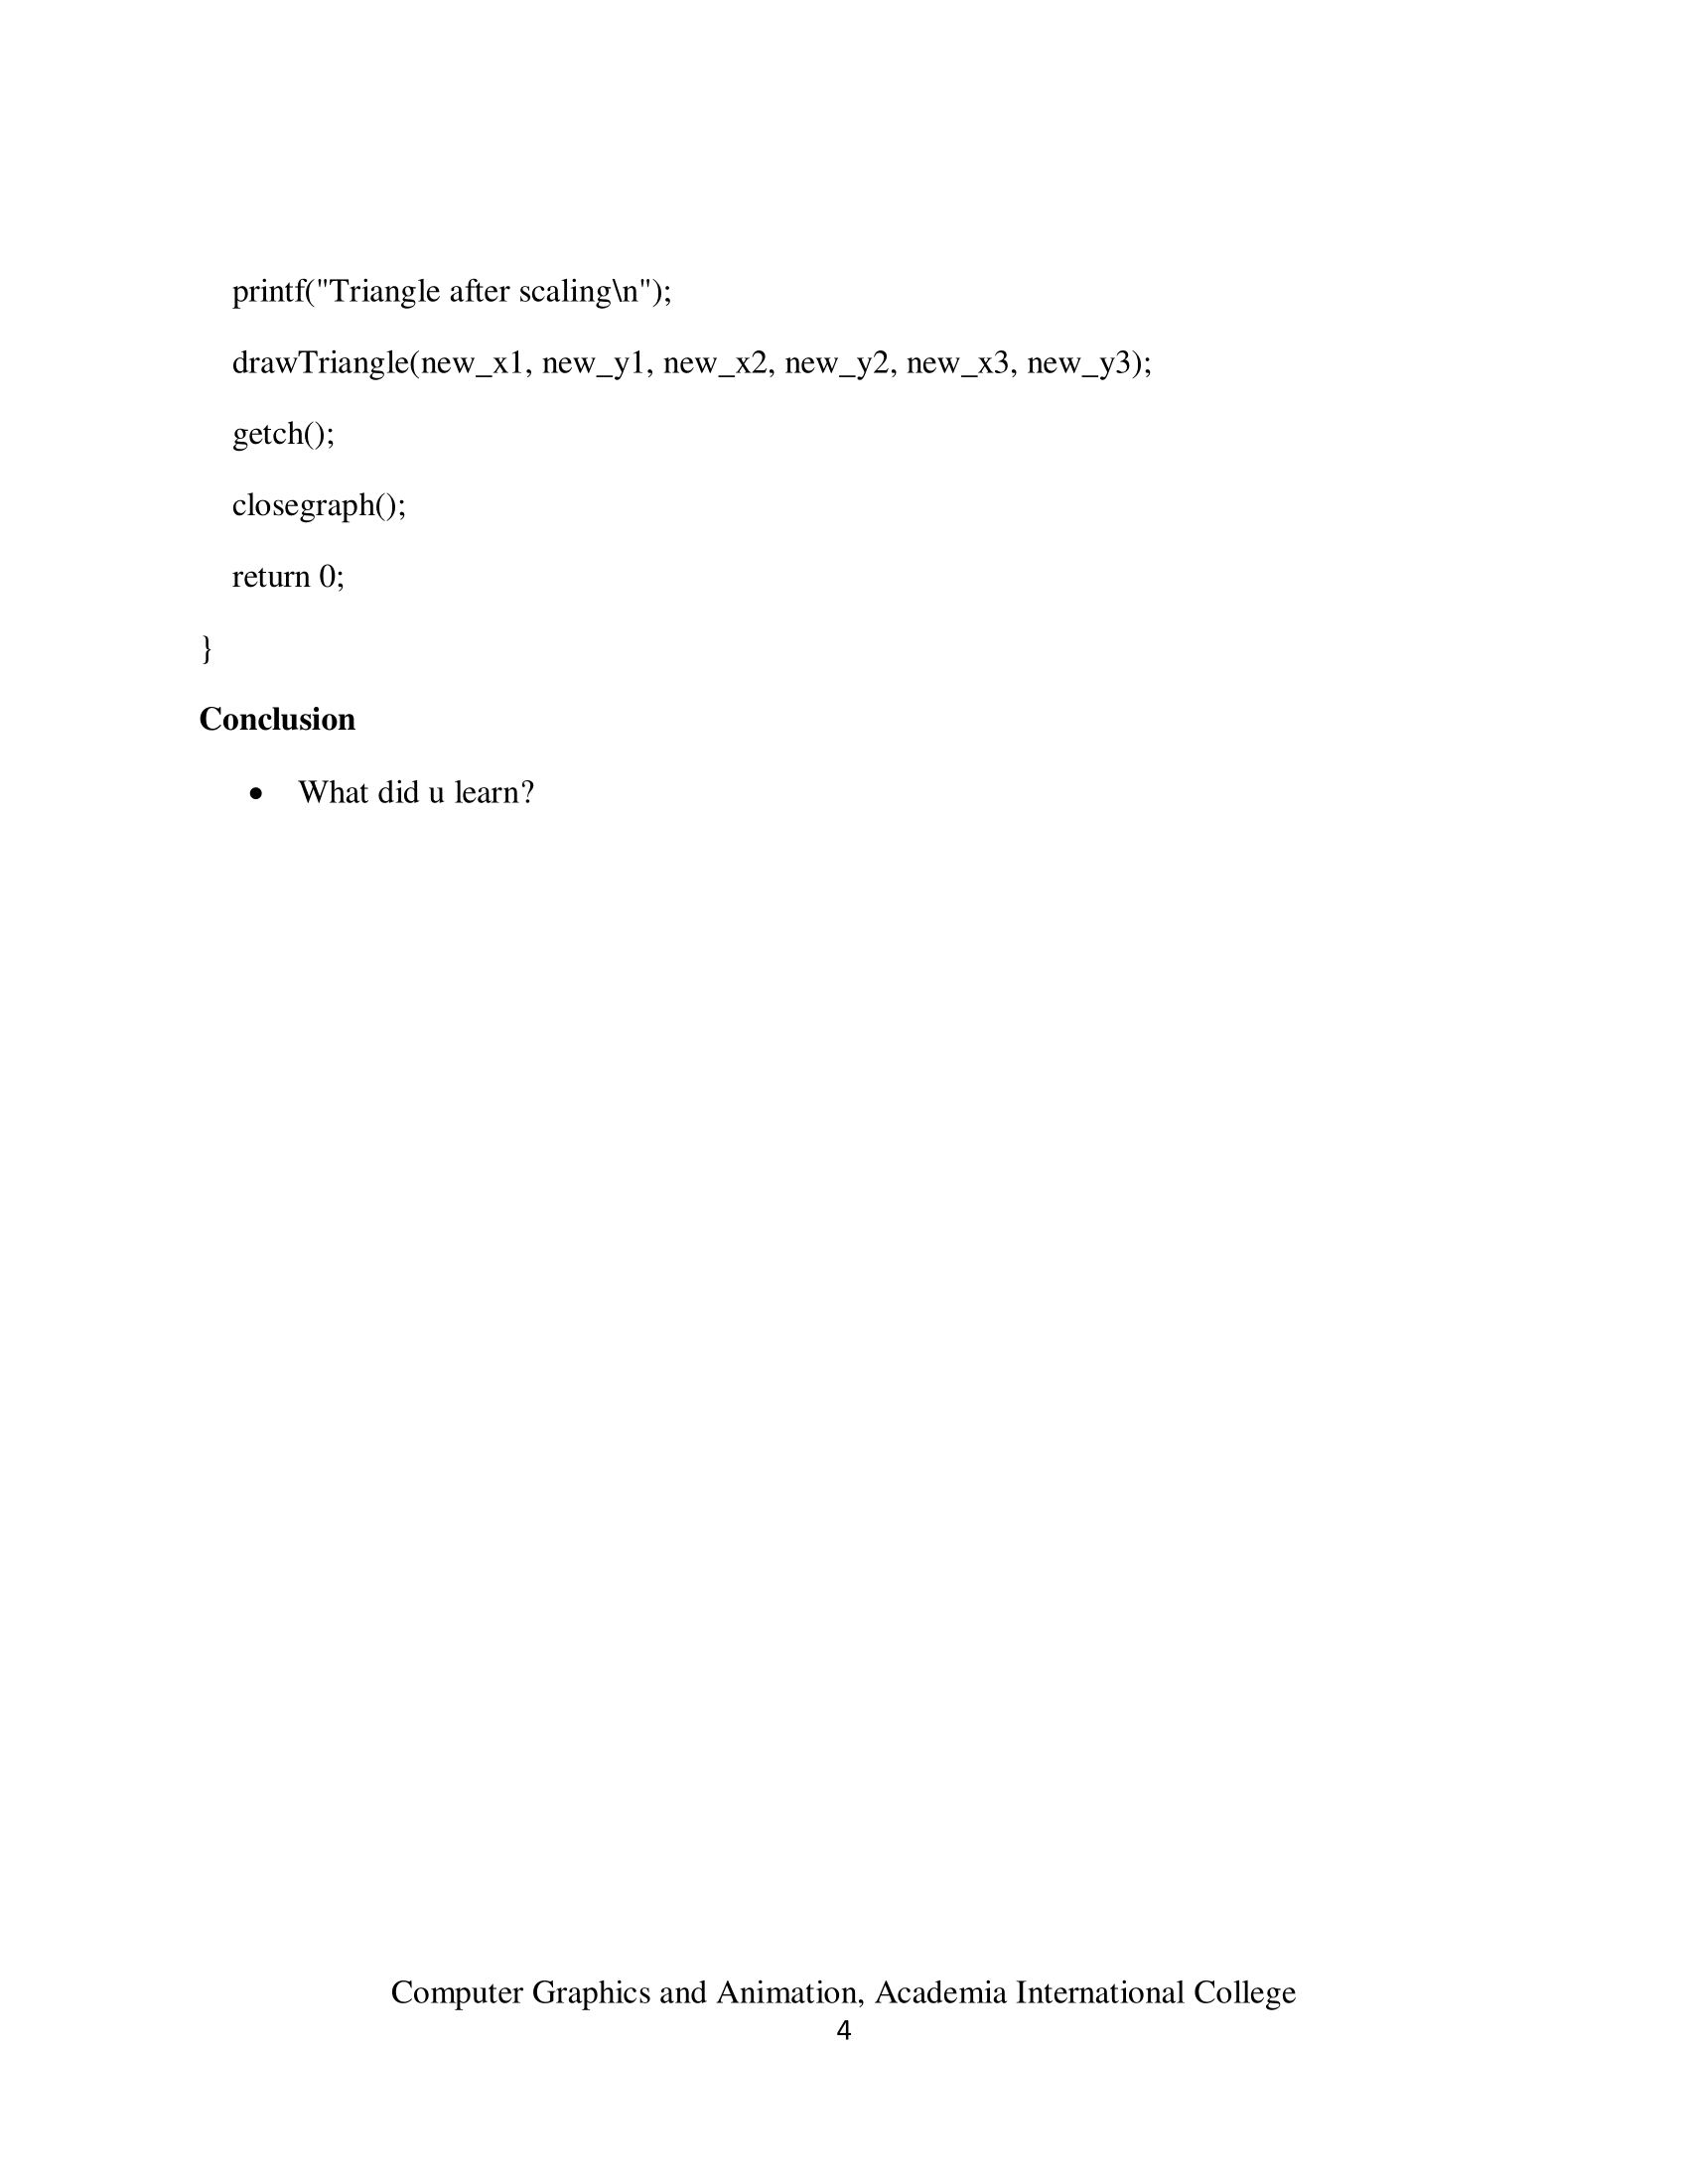 printf("Triangle after scaling\n");
drawTriangle(new_x1, new_y1, new_x2, new_y2, new_x3, new_y3);
getch();
closegraph();
return 0;
}
Conclusion
• What did u learn?
Computer Graphics and Animation, Academia International College
4